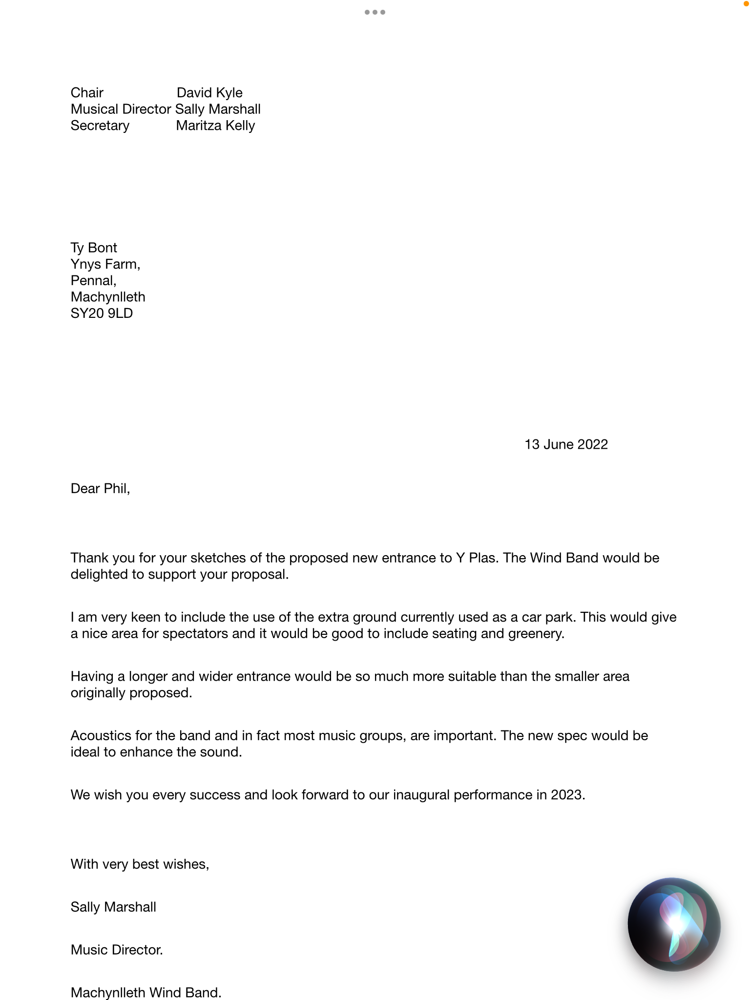 Chair David Kyle
Musical Director Sally Marshall
Secretary Maritza Kelly
Ty Bont
Ynys Farm,
Pennal,
Machynlleth
SY20 9LD
13 June 2022
Dear Phil,
Thank you for your sketches of the proposed new entrance to Y Plas. The Wind Band would be
delighted to support your proposal.
I am very keen to include the use of the extra ground currently used as a car park. This would give
a nice area for spectators and it would be good to include seating and greenery.
Having a longer and wider entrance would be so much more suitable than the smaller area
originally proposed.
Acoustics for the band and in fact most music groups, are important. The new spec would be
ideal to enhance the sound.
We wish you every success and look forward to our inaugural performance in 2023.
With very best wishes,
Sally Marshall
Music Director.
Machynlleth Wind Band.